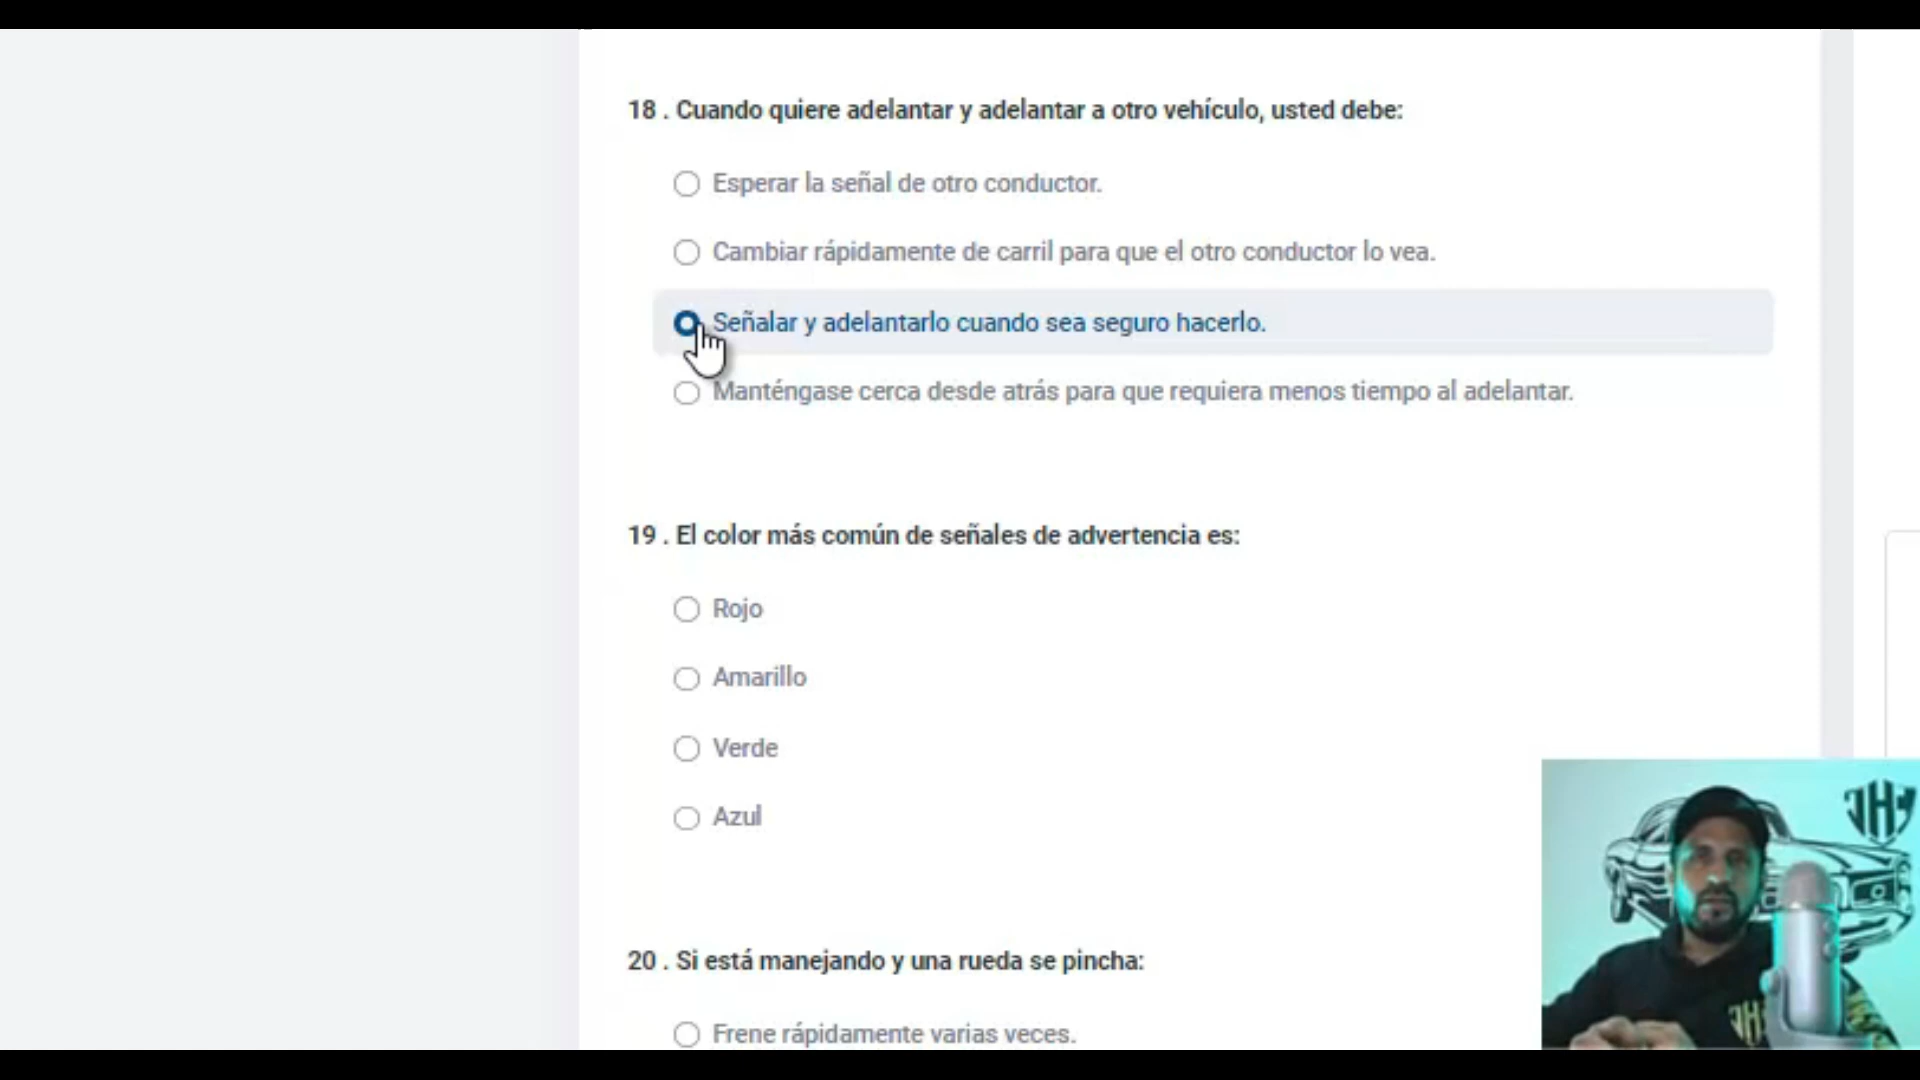 18 . Cuando quiere adelantar y adelantar a otro vehículo, usted debe:
Esperar la señal de otro conductor.
Cambiar rápidamente de carril para que el otro conductor lo vea.
Señalar y adelantarlo cuando sea seguro hacerlo.
Manténgase cerca desde atrás para que requiera menos tiempo al adelantar.
19 . El color más común de señales de advertencia es:
Rojo
Amarillo
Verde
Azul
20 . Si está manejando y una rueda se pincha:
Frene rápidamente varias veces.